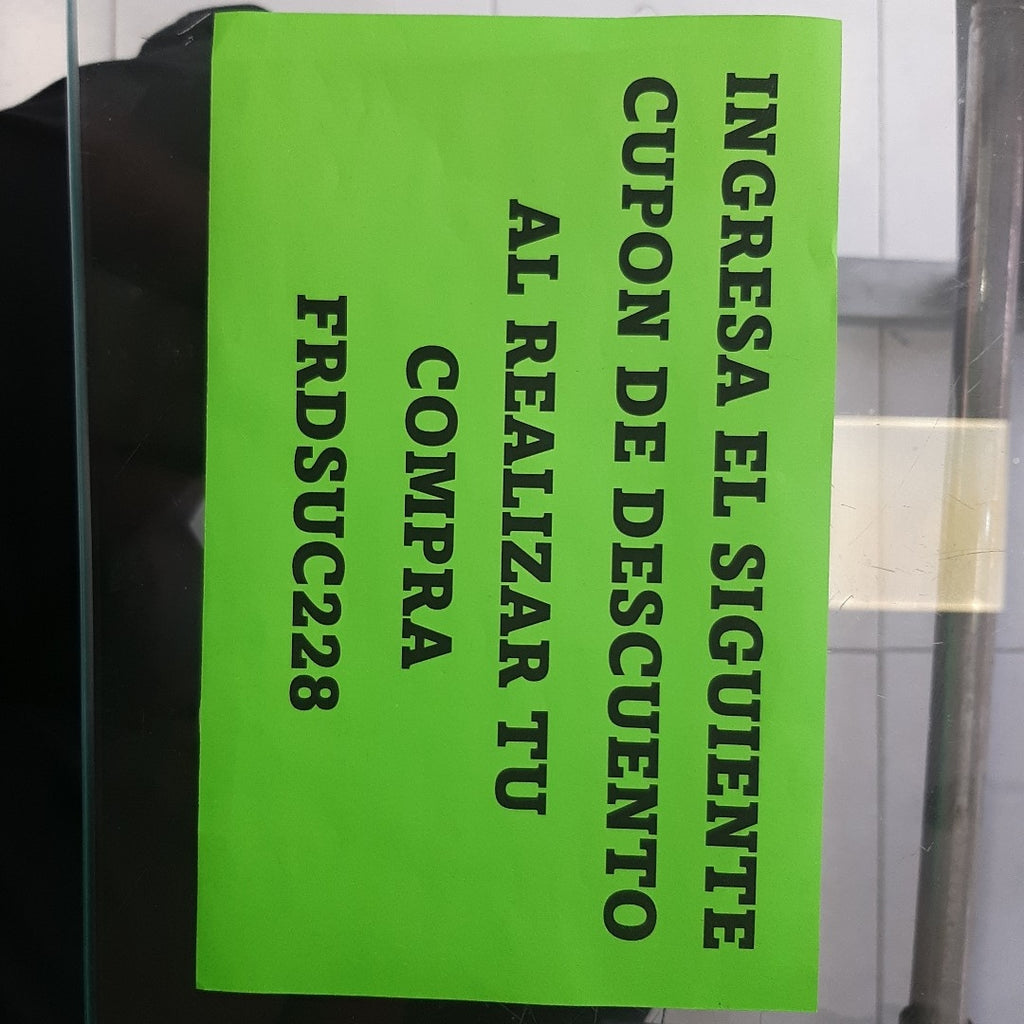 INGRESA EL SIGUIENTE
CUPON DE DESCUENTO
AL REALIZAR TU
COMPRA
FRDSUC228